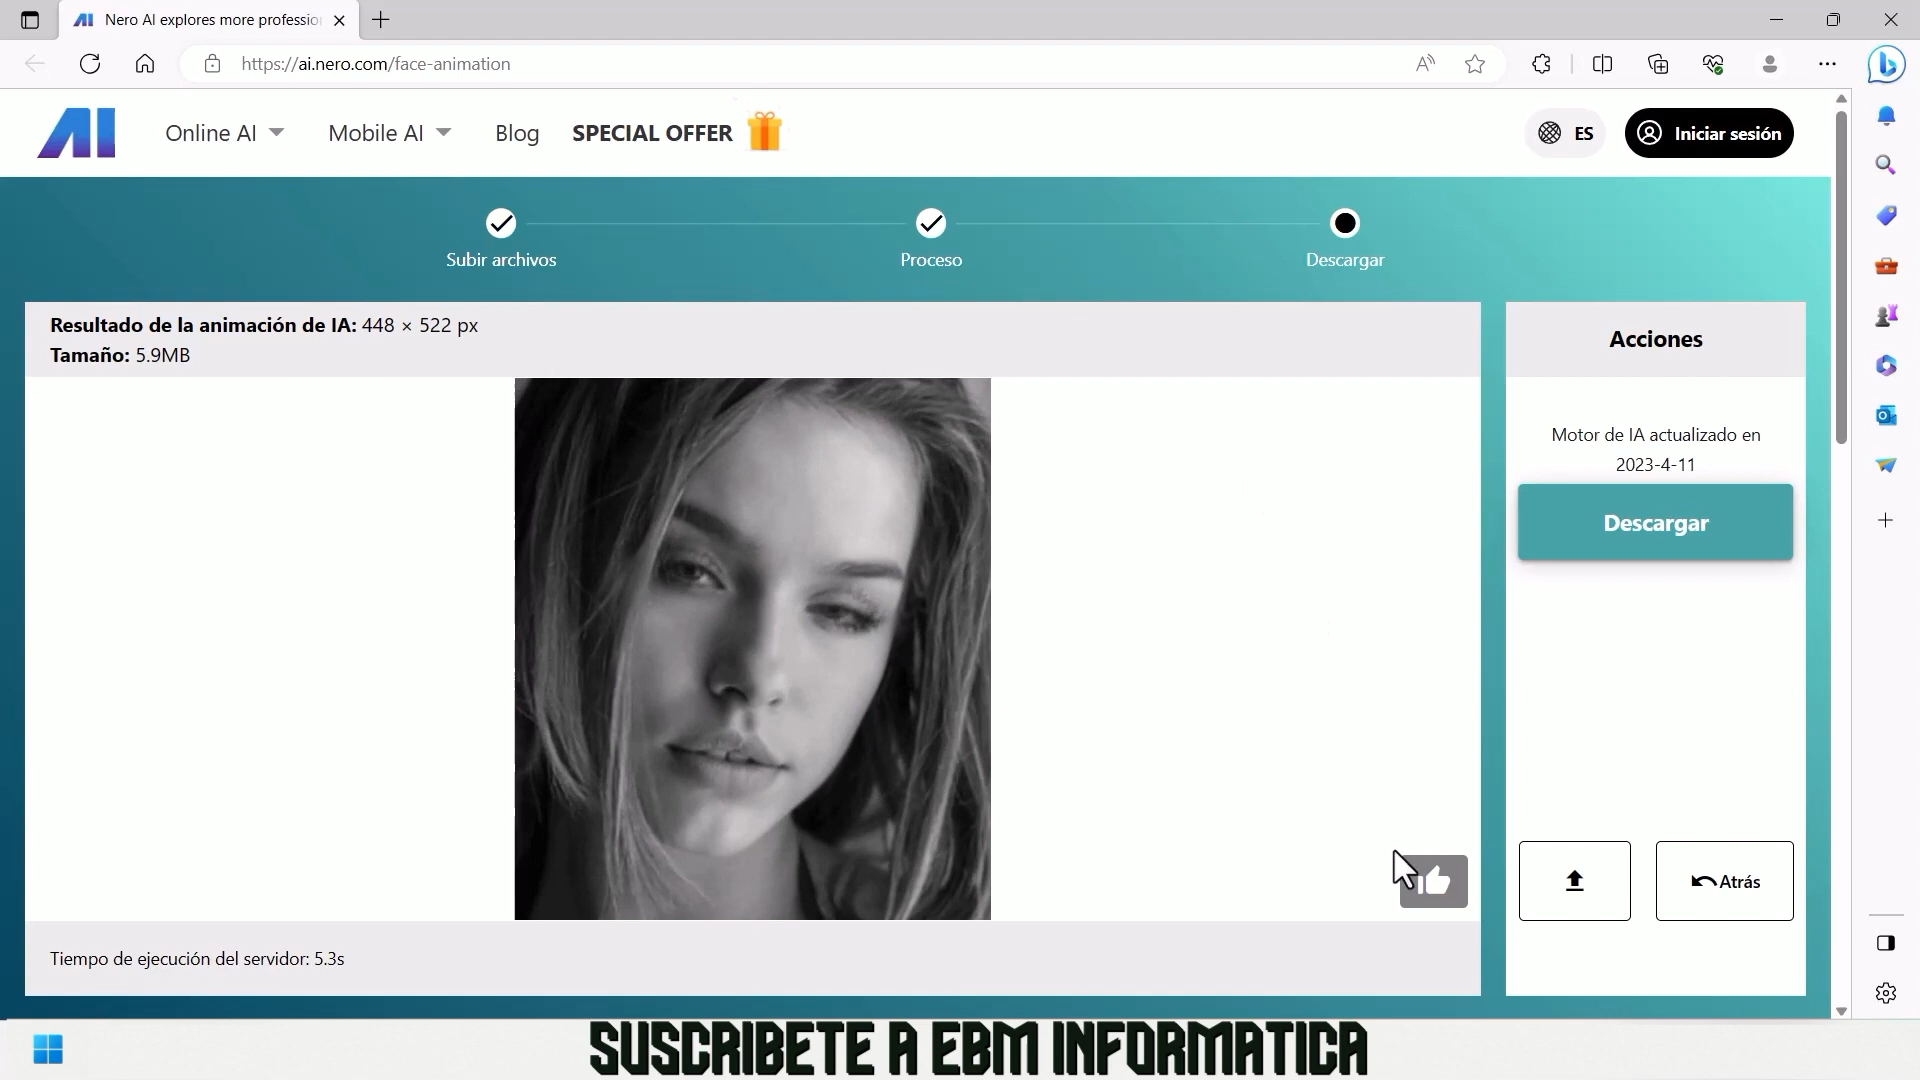 Nero AI explores more professio
https://ai.nero.com/face-animation
AI
Online AI
Mobile AI
Blog
SPECIAL OFFER
ES
Iniciar sesión
Subir archivos
Proceso
Descargar
Resultado de la animación de IA: 448 × 522 px
Tamaño: 5.9MB
Acciones
Motor de IA actualizado en
2023-4-11
Descargar
Atrás
Tiempo de ejecución del servidor: 5.3s
SUSCRIBETE A EBM INFORMATICA